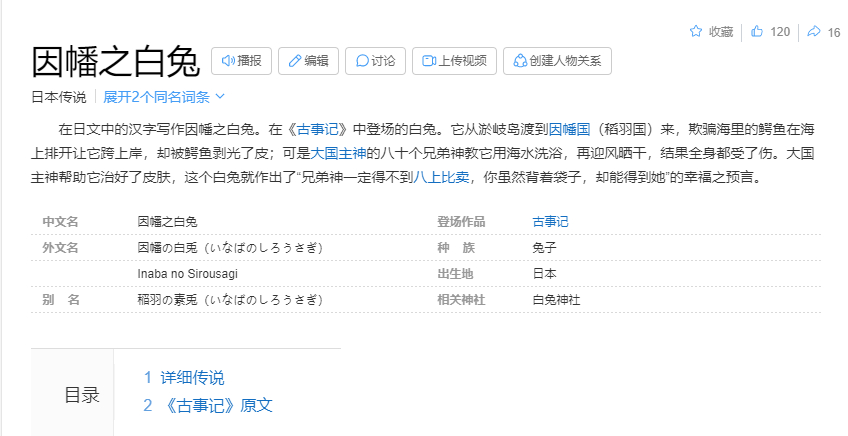 收藏 120 16
因幡之白兔 播报 编辑 讨论 上传视频 创建人物关系
日本传说 展开2个同名词条
在日文中的汉字写作因幡之白兔。在《古事记》中登场的白兔。它从淤岐岛渡到因幡国（稻羽国）来，欺骗海里的鳄鱼在海
上排开让它跨上岸，却被鳄鱼剥光了皮；可是大国主神的八十个兄弟神教它用海水洗浴，再迎风晒干，结果全身都受了伤。大国
主神帮助它治好了皮肤，这个白兔就作出了“兄弟神一定得不到八上比卖，你虽然背着袋子，却能得到她”的幸福之预言。
中文名 因幡之白兔 登场作品 古事记
外文名 因幡の白兎（いなばのしろうさぎ） 种 族 兔子
Inaba no Sirousagi 出生地 日本
别 名 稲羽の素兎（いなばのしろうさぎ） 相关神社 白兔神社
目录
1 详细传说
2 《古事记》原文